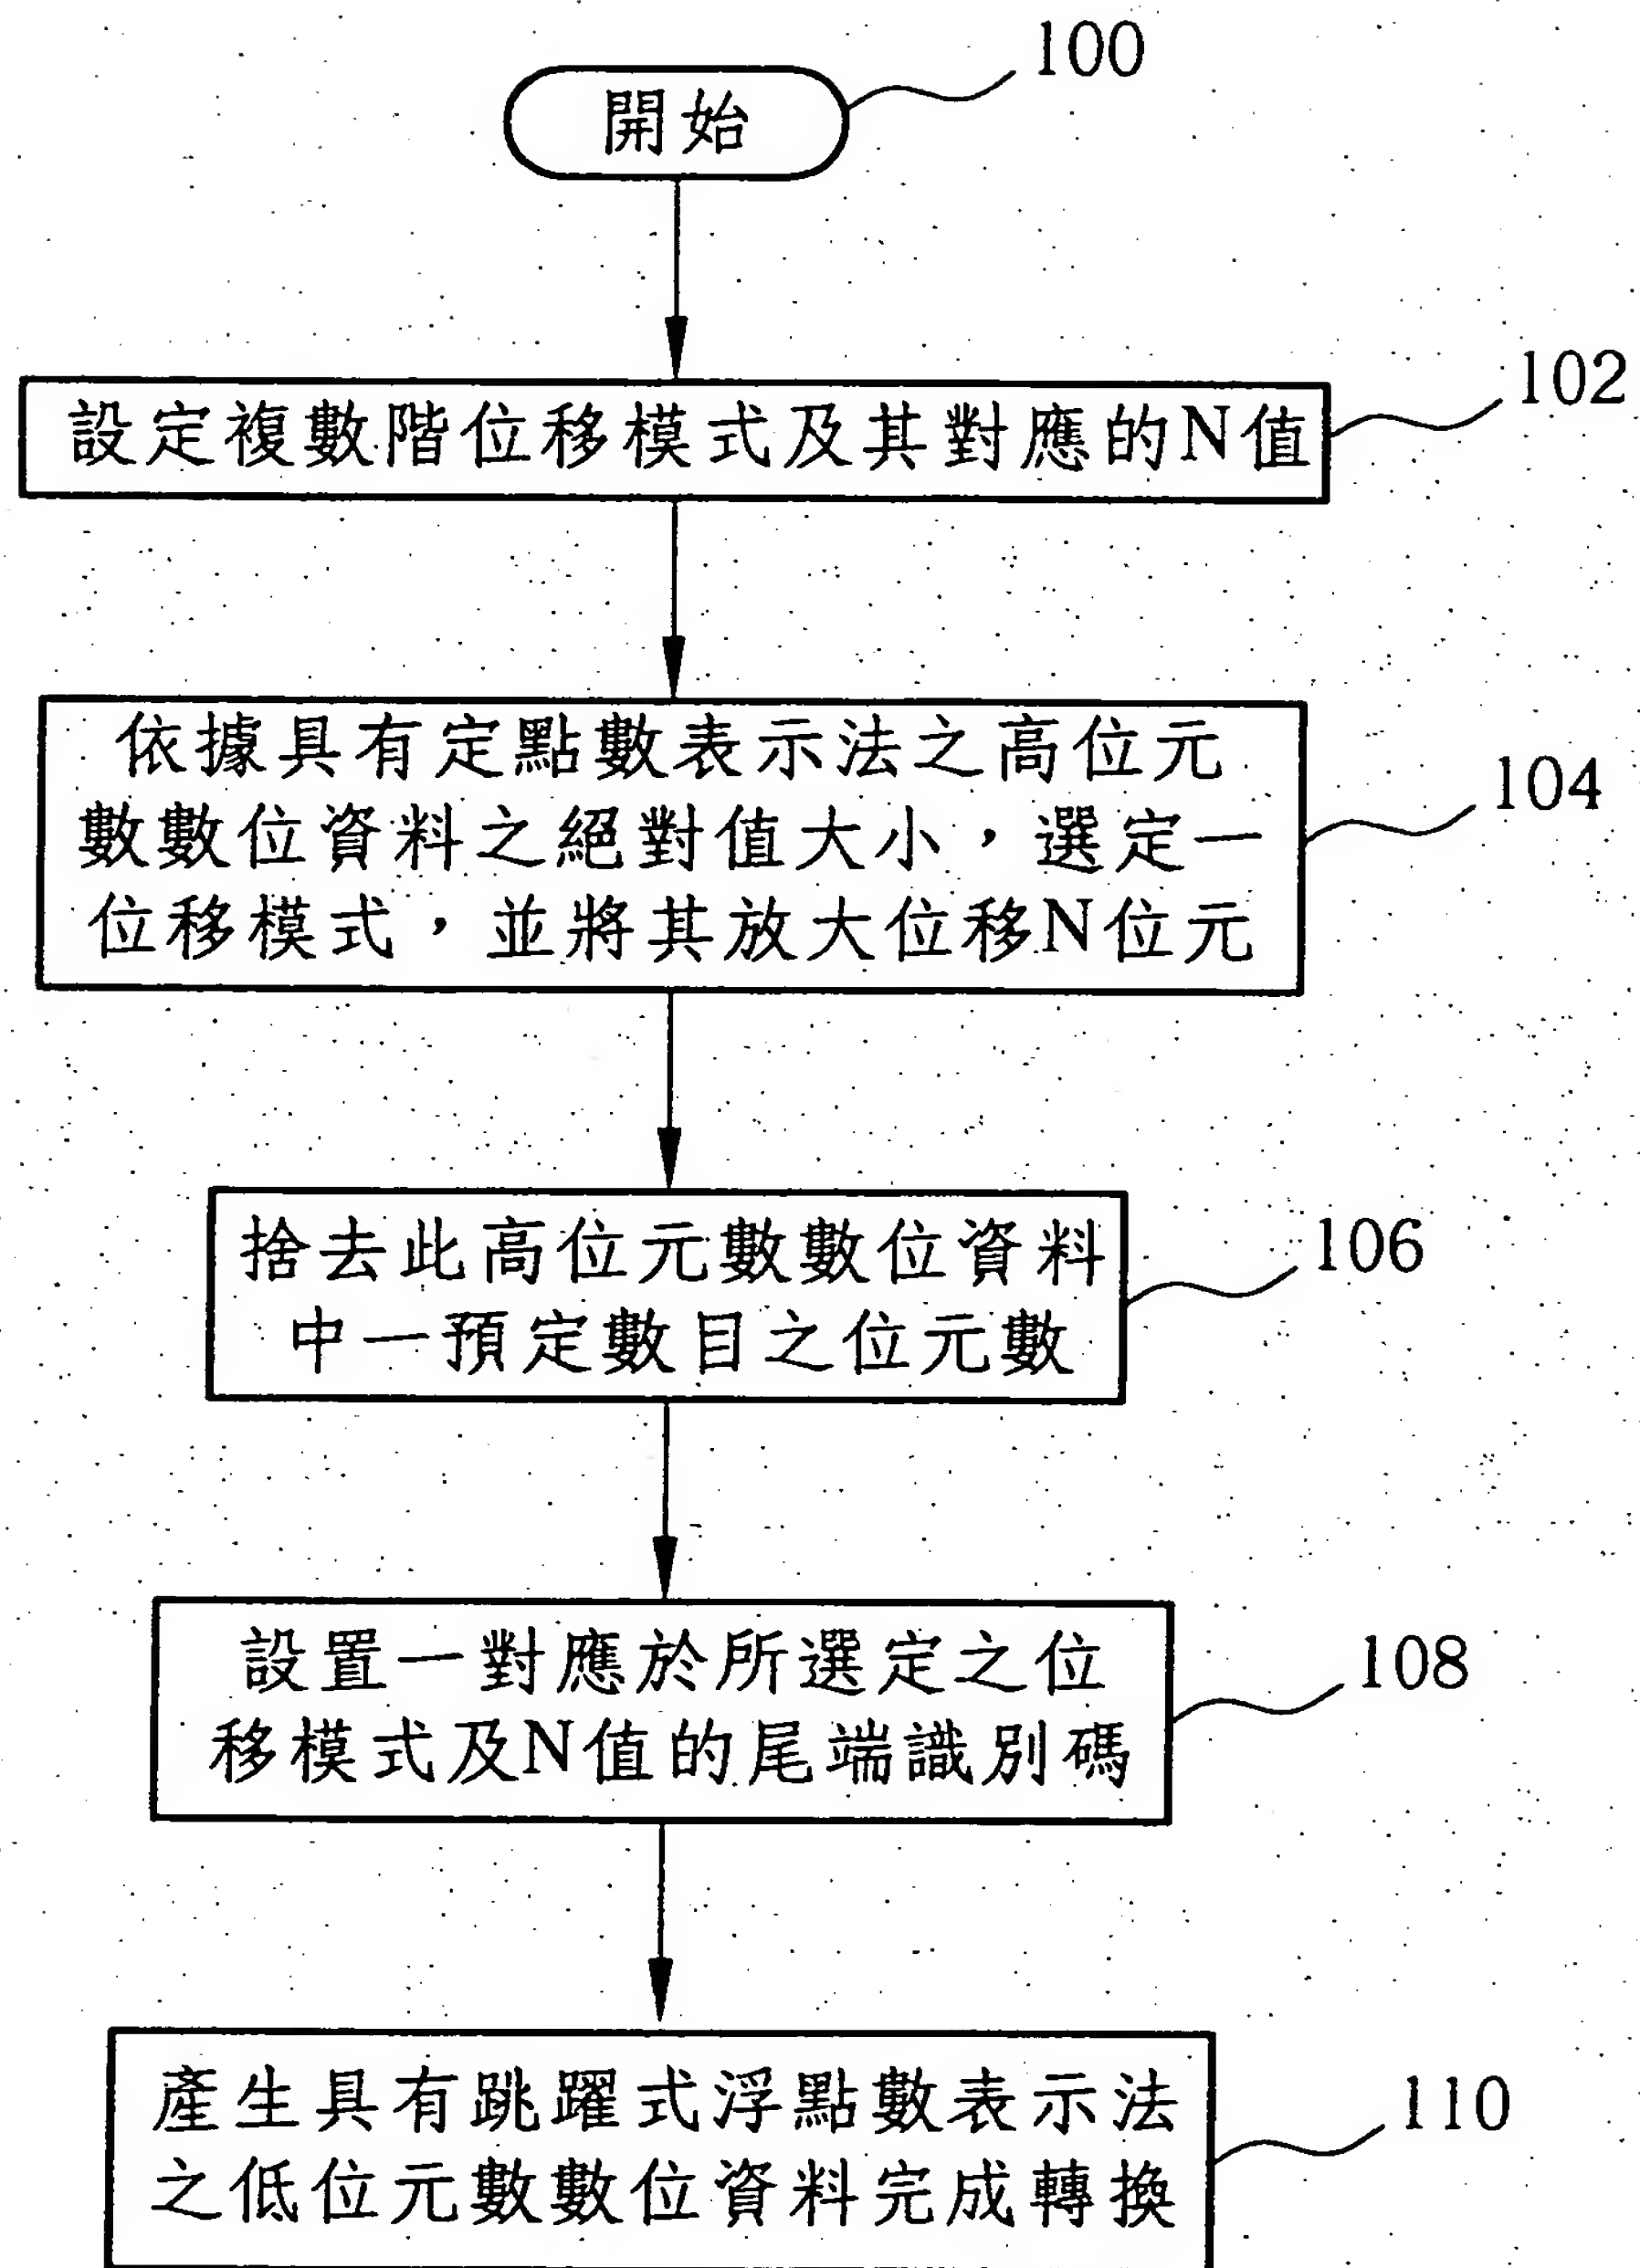 100
開始
102
設定複數階位移模式及其對應的N值
104
依據具有定點數表示法之高位元
數數位資料之絕對值大小，選定一
位移模式，並將其放大位移N位元
106
捨去此高位元數數位資料
中一預定數目之位元數
108
設置一對應於所選定之位
移模式及N值的尾端識別碼
110
產生具有跳躍式浮點數表示法
之低位元數數位資料完成轉換